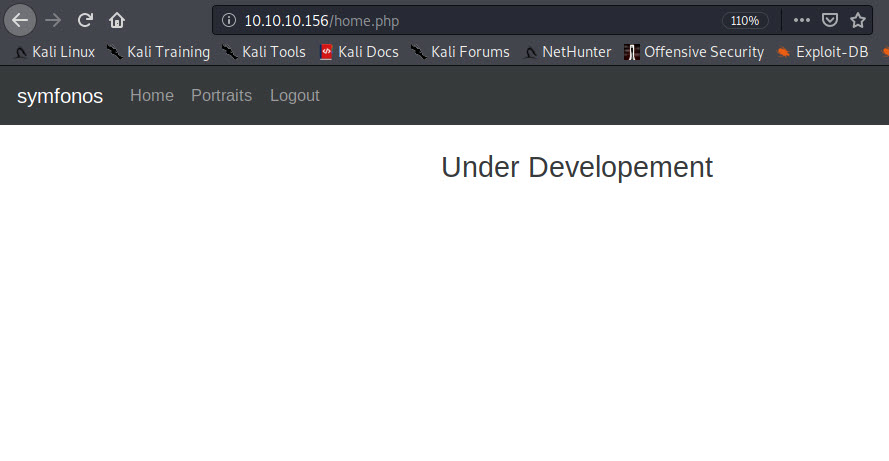 10.10.10.156/home.php 110%
Kali Linux Kali Training Kali Tools Kali Docs Kali Forums NetHunter Offensive Security Exploit-DB
symfonos Home Portraits Logout
Under Developement